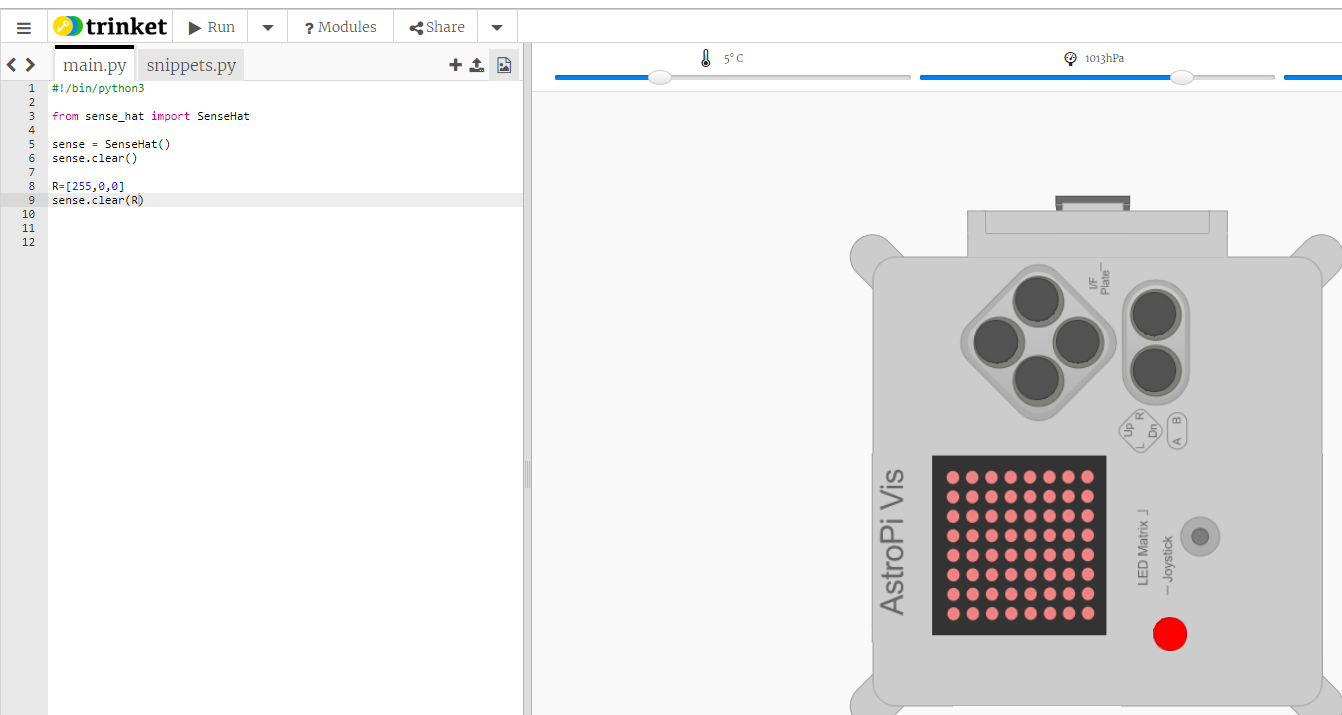 trinket
Run
? Modules
Share
main.py
snippets.py
5° C
1013hPa
1 #!/bin/python3
2
3 from sense_hat import SenseHat
4
5 sense = SenseHat()
6 sense.clear()
7
8 R=[255,0,0]
9 sense.clear(R)
10
11
12
I/F
Plate
Up
R
L
Dn
A
B
AstroPi Vis
LED Matrix
Joystick